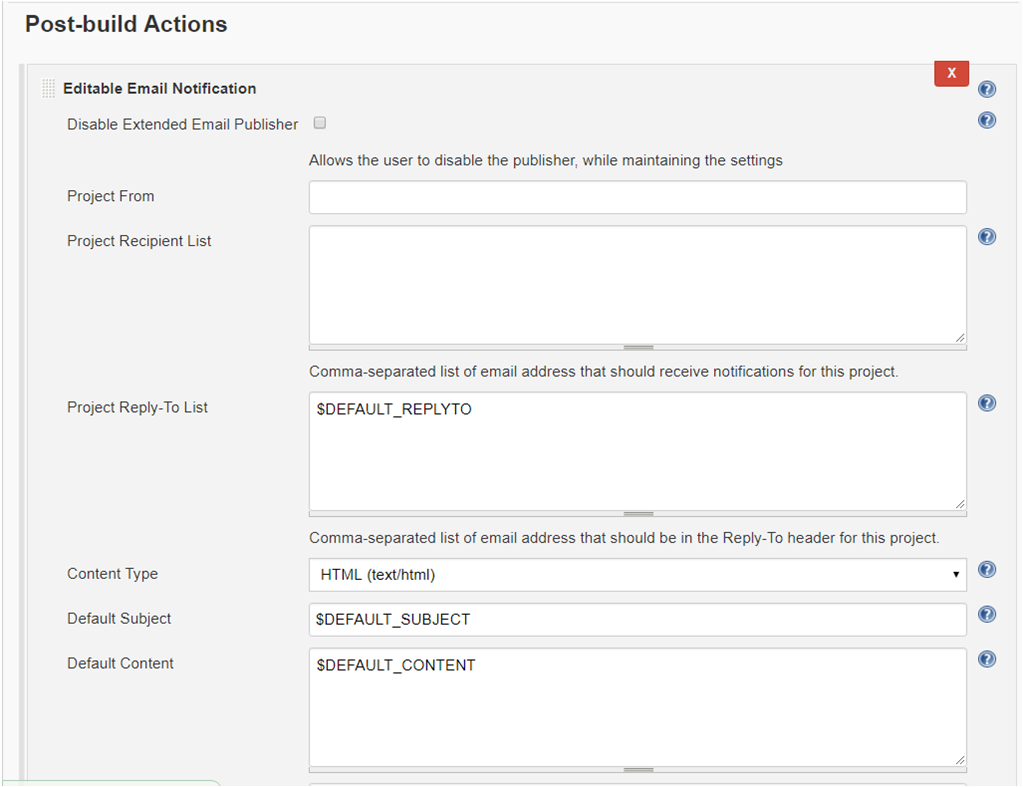 Post-build Actions
X
Editable Email Notification
Disable Extended Email Publisher
Allows the user to disable the publisher, while maintaining the settings
Project From
Project Recipient List
Comma-separated list of email address that should receive notifications for this project.
Project Reply-To List
$DEFAULT_REPLYTO
Comma-separated list of email address that should be in the Reply-To header for this project.
Content Type
HTML (text/html)
Default Subject
$DEFAULT_SUBJECT
Default Content
$DEFAULT_CONTENT